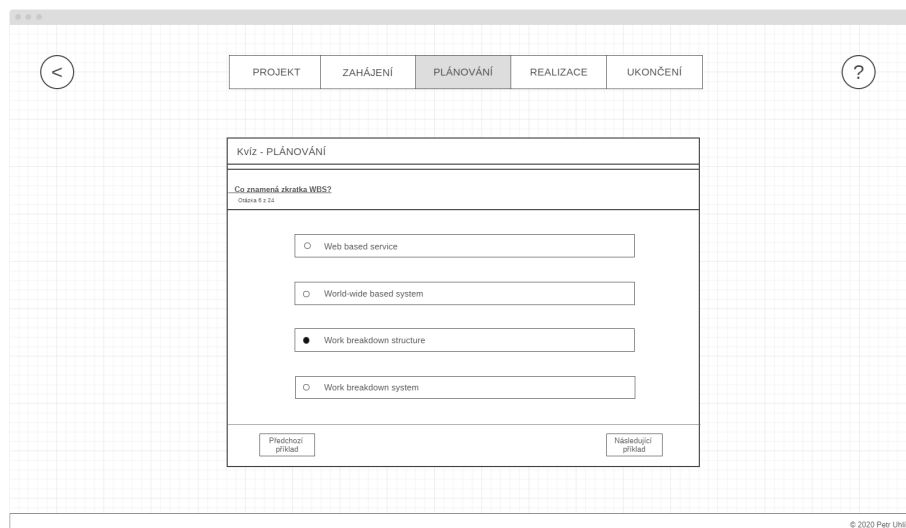 <
PROJEKT ZAHÁJENÍ PLÁNOVÁNÍ REALIZACE UKONČENÍ
?
Kvíz - PLÁNOVÁNÍ
Co znamená zkratka WBS?
Otázka 6 z 24
Web based service
World-wide based system
Work breakdown structure
Work breakdown system
Předchozí
příklad
Následující
příklad
© 2020 Petr